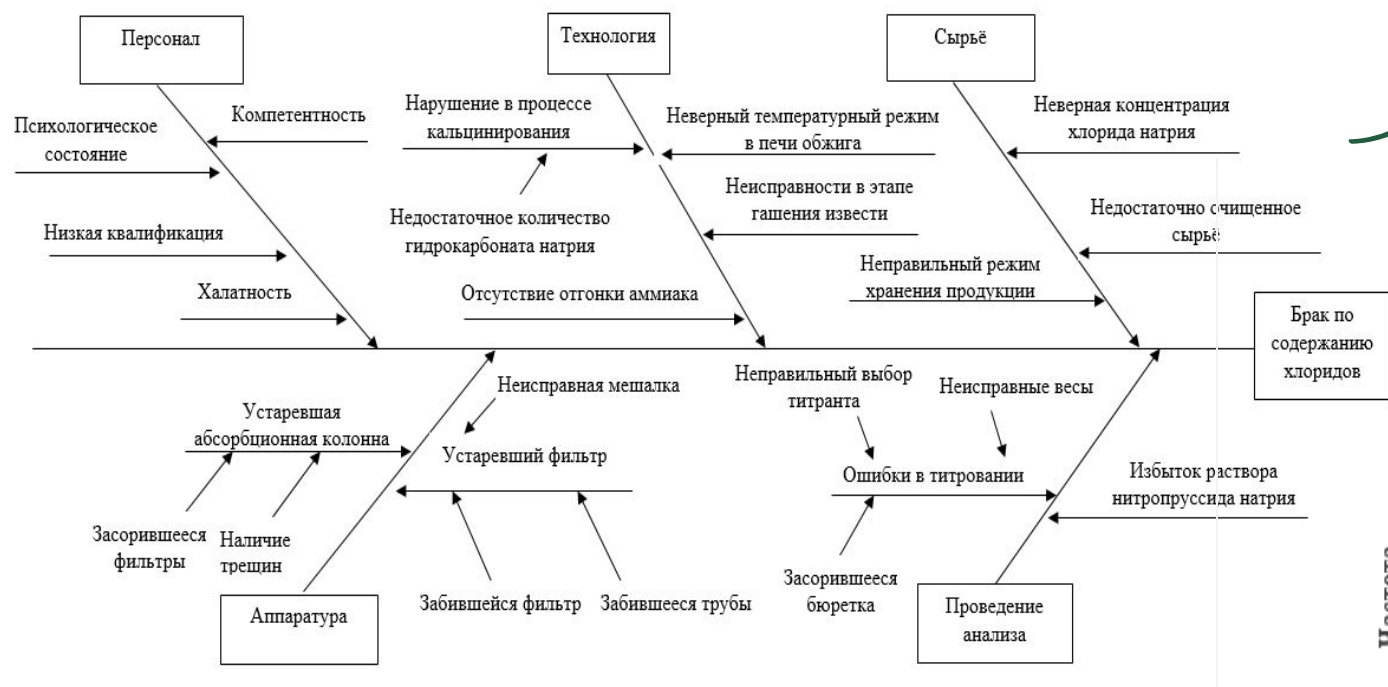 Персонал
Технология
Сырьё
Психологическое
состояние
Компетентность
Низкая квалификация
Халатность
Нарушение в процессе
кальцинирования
Недостаточное количество
гидрокарбоната натрия
Неверный температурный режим
в печи обжига
Неисправности в этапе
гашения извести
Отсутствие отгонки аммиака
Неверная концентрация
хлорида натрия
Недостаточно очищенное
сырьё
Неправильный режим
хранения продукции
Брак по
содержанию
хлоридов
Устаревшая
абсорбционная колонна
Засорившееся
фильтры
Наличие
трещин
Неисправная мешалка
Устаревший фильтр
Забившейся фильтр
Забившееся трубы
Аппаратура
Неправильный выбор
титранта
Неисправные весы
Ошибки в титровании
Засорившееся
бюретка
Избыток раствора
нитропруссида натрия
Проведение
анализа